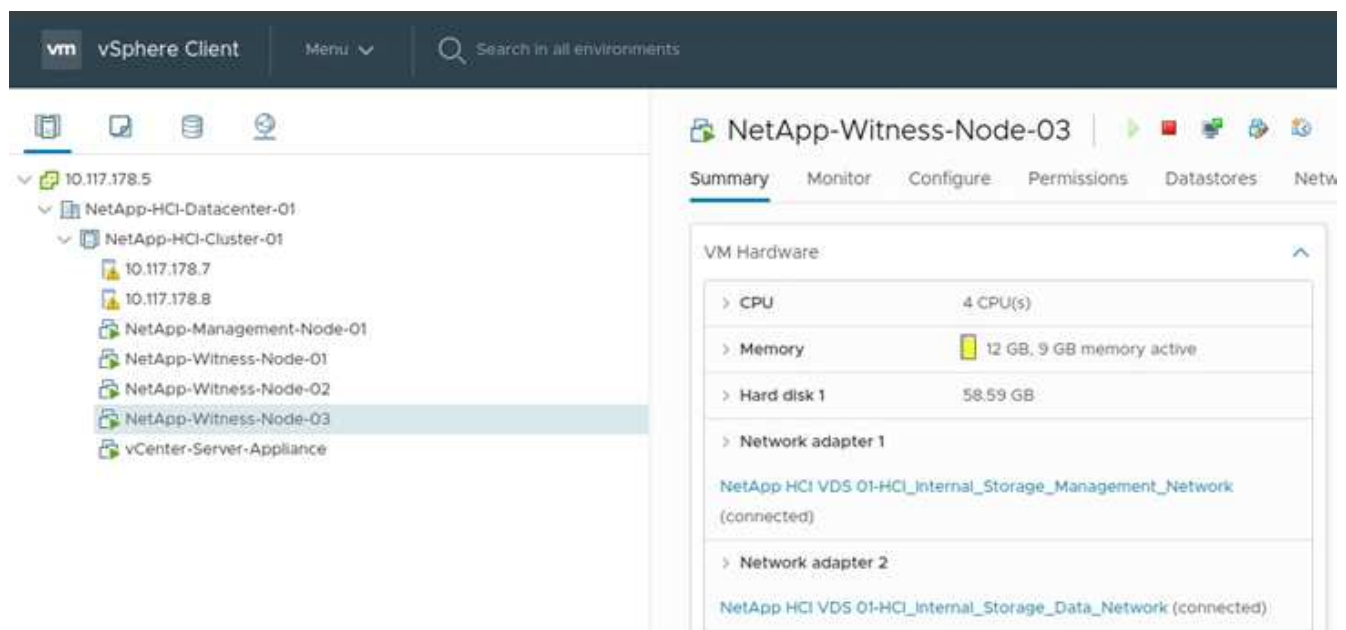 vm vSphere Client Menu Search in all environments
10.117.178.5
NetApp-HCI-Datacenter-01
NetApp-HCI-Cluster-01
10.117.178.7
10.117.178.8
NetApp-Management-Node-01
NetApp-Witness-Node-01
NetApp-Witness-Node-02
NetApp-Witness-Node-03
vCenter-Server-Appliance
NetApp-Witness-Node-03
Summary Monitor Configure Permissions Datastores Netw
VM Hardware
CPU 4 CPU(s)
Memory 12 GB, 9 GB memory active
Hard disk 1 58.59 GB
Network adapter 1
NetApp HCI VDS 01-HCI_Internal_Storage_Management_Network
(connected)
Network adapter 2
NetApp HCI VDS 01-HCI_Internal_Storage_Data_Network (connected)